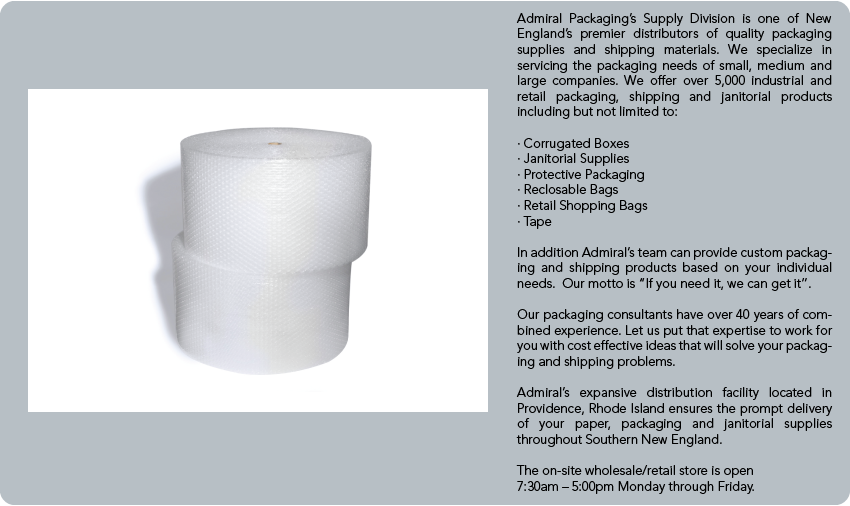 Admiral Packaging's Supply Division is one of New
England's premier distributors of quality packaging
supplies and shipping materials. We specialize in
servicing the packaging needs of small, medium and
large companies. We offer over 5,000 industrial and
retail packaging, shipping and janitorial products
including but not limited to:
· Corrugated Boxes
· Janitorial Supplies
· Protective Packaging
· Reclosable Bags
· Retail Shopping Bags
· Tape
In addition Admiral's team can provide custom packag-
ing and shipping products based on your individual
needs.  Our motto is “If you need it, we can get it”.
Our packaging consultants have over 40 years of com-
bined experience. Let us put that expertise to work for
you with cost effective ideas that will solve your packag-
ing and shipping problems.
Admiral's expansive distribution facility located in
Providence, Rhode Island ensures the prompt delivery
of your paper, packaging and janitorial supplies
throughout Southern New England.
The on-site wholesale/retail store is open
7:30am – 5:00pm Monday through Friday.